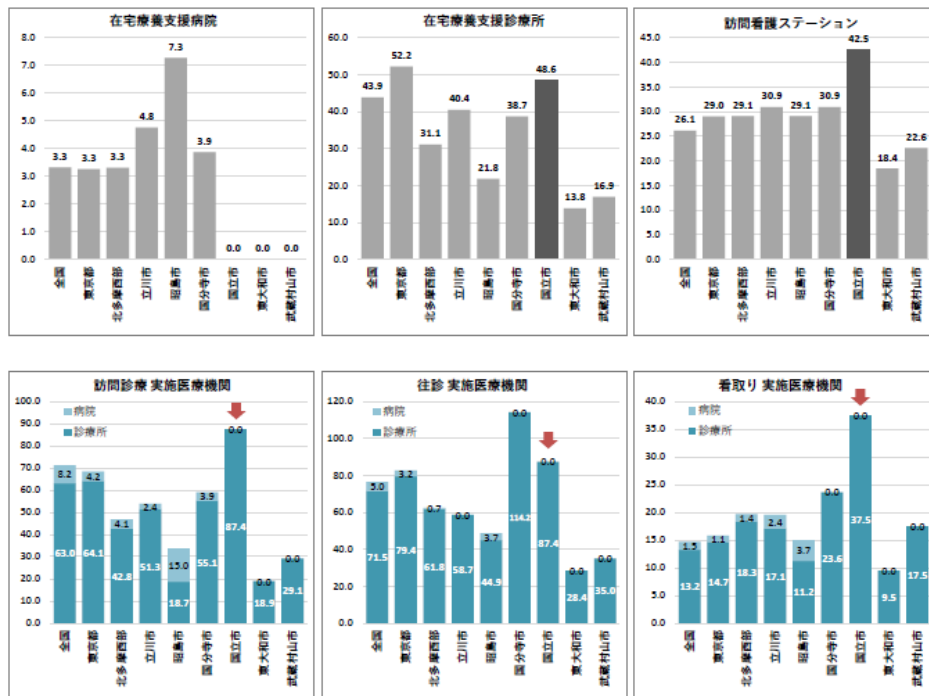 在宅療養支援病院
8.0
7.0
6.0
5.0
4.0
3.0
2.0
1.0
0.0
3.3
3.3
3.3
4.8
7.3
3.9
0.0
0.0
0.0
全国
東京都
北多摩西部
立川市
昭島市
国分寺市
国立市
東大和市
武蔵村山市
在宅療養支援診療所
60.0
50.0
40.0
30.0
20.0
10.0
0.0
43.9
52.2
31.1
40.4
21.8
38.7
48.6
13.8
16.9
全国
東京都
北多摩西部
立川市
昭島市
国分寺市
国立市
東大和市
武蔵村山市
訪問看護ステーション
45.0
40.0
35.0
30.0
25.0
20.0
15.0
10.0
5.0
0.0
26.1
29.0
29.1
30.9
29.1
30.9
42.5
18.4
22.6
全国
東京都
北多摩西部
立川市
昭島市
国分寺市
国立市
東大和市
武蔵村山市
訪問診療 実施医療機関
病院
診療所
100.0
90.0
80.0
70.0
60.0
50.0
40.0
30.0
20.0
10.0
0.0
8.2
4.2
4.1
2.4
15.0
3.9
0.0
0.0
0.0
63.0
64.1
42.8
51.3
18.7
55.1
87.4
18.9
29.1
全国
東京都
北多摩西部
立川市
昭島市
国分寺市
国立市
東大和市
武蔵村山市
往診 実施医療機関
病院
診療所
120.0
100.0
80.0
60.0
40.0
20.0
0.0
5.0
3.2
0.7
0.0
3.7
0.0
0.0
0.0
0.0
71.5
79.4
61.8
58.7
44.9
114.2
87.4
28.4
35.0
全国
東京都
北多摩西部
立川市
昭島市
国分寺市
国立市
東大和市
武蔵村山市
看取り 実施医療機関
病院
診療所
40.0
35.0
30.0
25.0
20.0
15.0
10.0
5.0
0.0
1.5
1.1
1.4
2.4
3.7
0.0
0.0
0.0
0.0
13.2
14.7
18.3
17.1
11.2
23.6
37.5
9.5
17.5
全国
東京都
北多摩西部
立川市
昭島市
国分寺市
国立市
東大和市
武蔵村山市